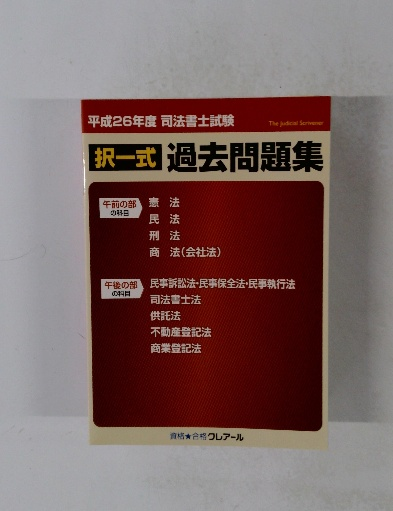 平成26年度 司法書士試験
The Judicial Scrivener
択一式 過去問題集
午前の部
の科目
憲 法
民 法
刑 法
商 法(会社法)
午後の部
の科目
民事訴訟法・民事保全法・民事執行法
司法書士法
供託法
不動産登記法
商業登記法
資格★合格クレアール